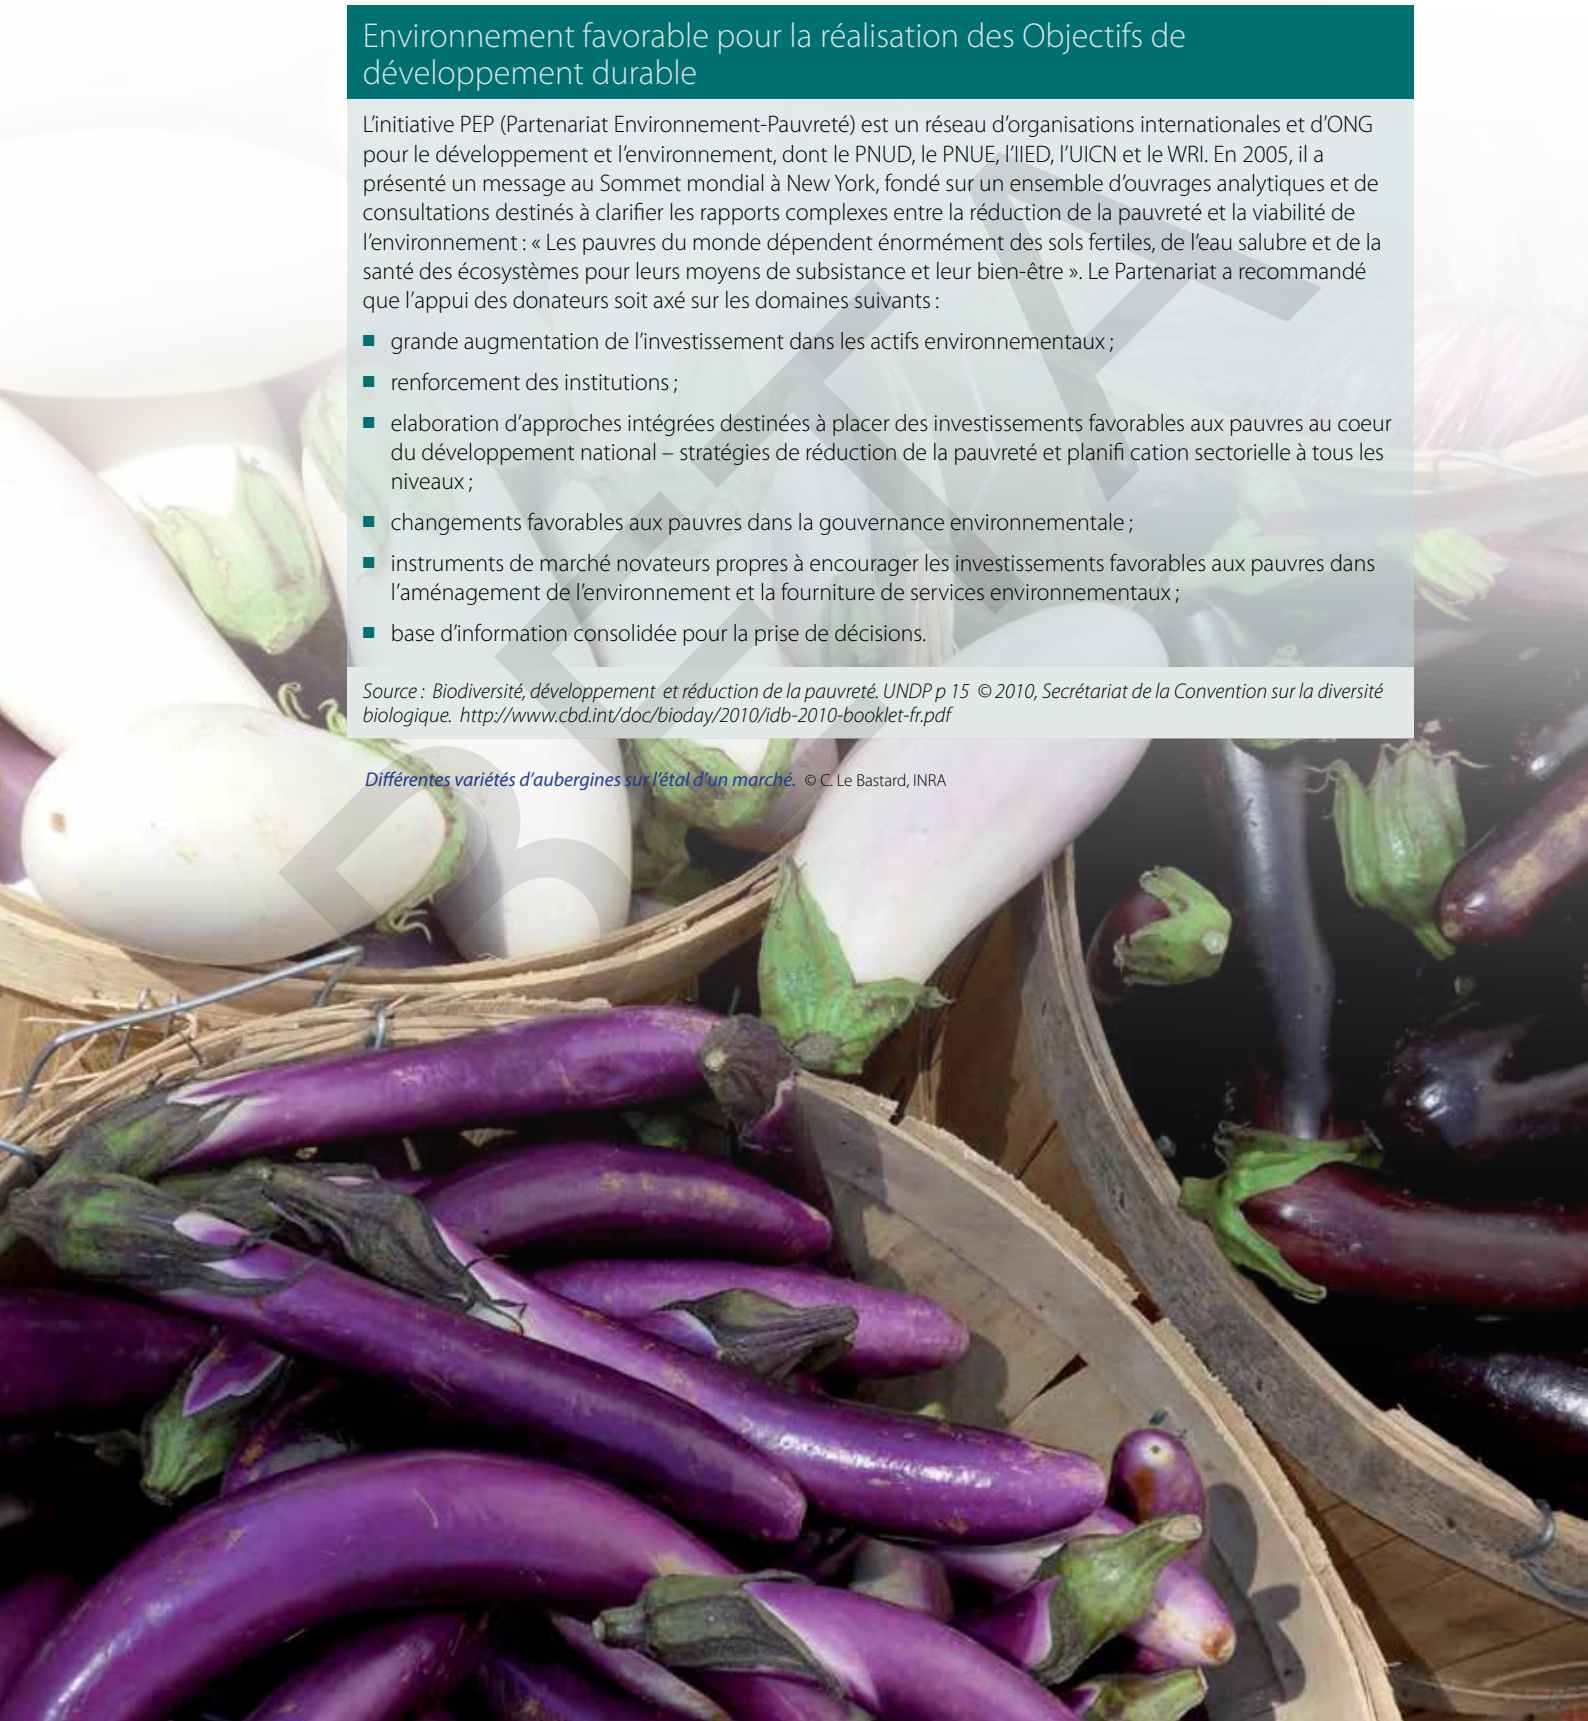 Environnement favorable pour la réalisation des Objectifs de
développement durable
L'initiative PEP (Partenariat Environnement-Pauvreté) est un réseau d'organisations internationales et d'ONG
pour le développement et l'environnement, dont le PNUD, le PNUE, l'IIED, l'UICN et le WRI. En 2005, il a
présenté un message au Sommet mondial à New York, fondé sur un ensemble d'ouvrages analytiques et de
consultations destinés à clarifier les rapports complexes entre la réduction de la pauvreté et la viabilité de
l'environnement : « Les pauvres du monde dépendent énormément des sols fertiles, de l'eau salubre et de la
santé des écosystèmes pour leurs moyens de subsistance et leur bien-être ». Le Partenariat a recommandé
que l'appui des donateurs soit axé sur les domaines suivants :
■ grande augmentation de l'investissement dans les actifs environnementaux ;
■ renforcement des institutions ;
■ elaboration d'approches intégrées destinées à placer des investissements favorables aux pauvres au coeur
du développement national – stratégies de réduction de la pauvreté et planifi cation sectorielle à tous les
niveaux ;
■ changements favorables aux pauvres dans la gouvernance environnementale ;
■ instruments de marché novateurs propres à encourager les investissements favorables aux pauvres dans
l'aménagement de l'environnement et la fourniture de services environnementaux ;
■ base d'information consolidée pour la prise de décisions.
Source : Biodiversité, développement et réduction de la pauvreté. UNDP p 15 © 2010, Secrétariat de la Convention sur la diversité
biologique. http://www.cbd.int/doc/bioday/2010/idb-2010-booklet-fr.pdf
Différentes variétés d'aubergines sur l'étal d'un marché. © C. Le Bastard, INRA
BETA